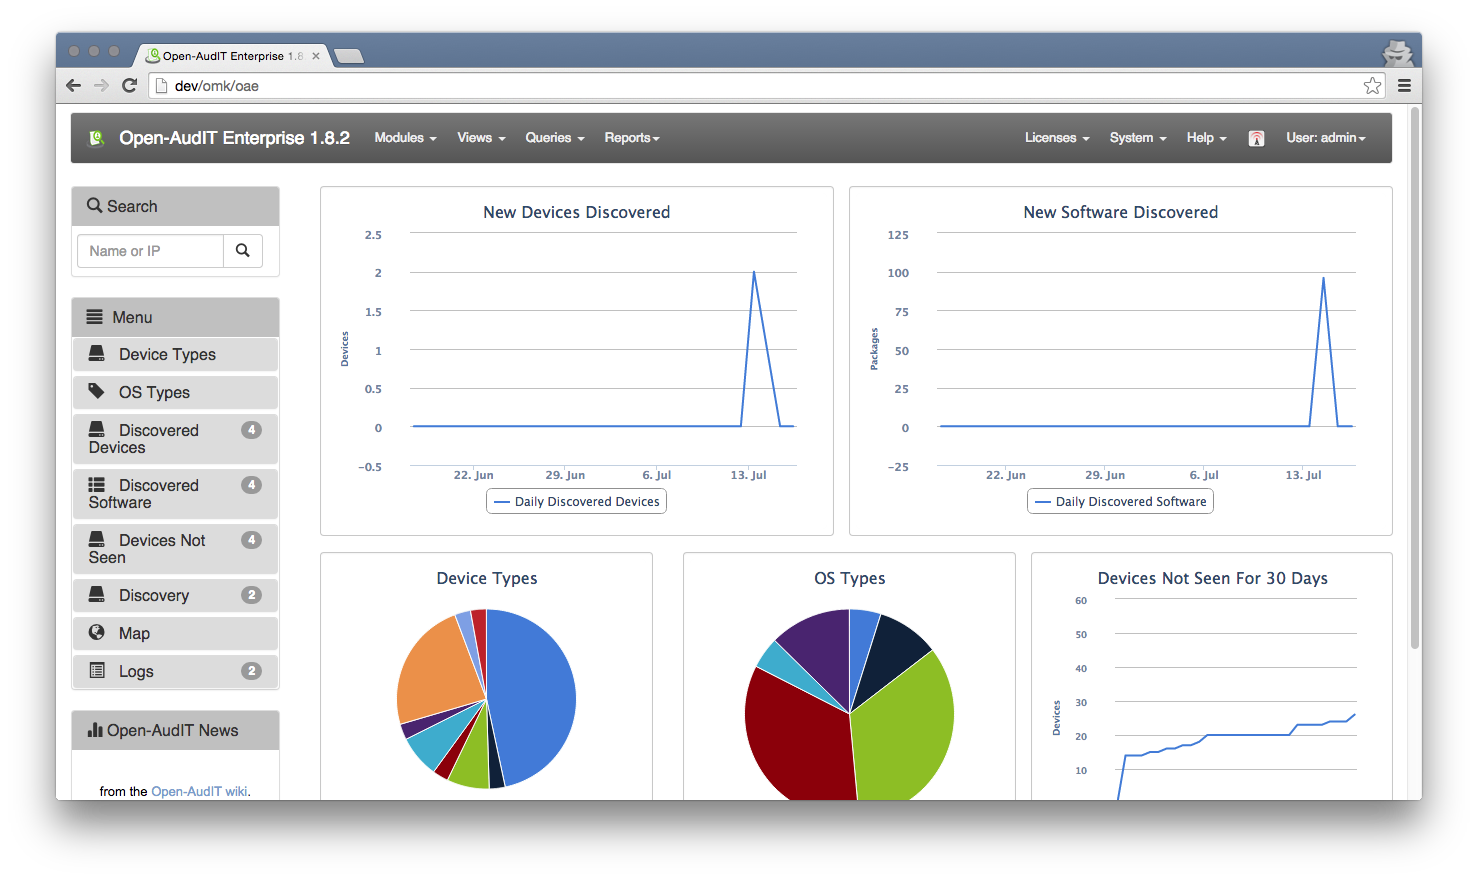 Open-AudIT Enterprise 1.8
dev/omk/oae
Open-AudIT Enterprise 1.8.2
Modules
Views
Queries
Reports
Licenses
System
Help
User: admin
Search
Name or IP
Menu
Device Types
OS Types
Discovered Devices
4
Discovered Software
4
Devices Not Seen
4
Discovery
2
Map
Logs
2
Open-AudIT News
from the Open-AudIT wiki.
New Devices Discovered
2.5
2
1.5
1
0.5
0
-0.5
Devices
22. Jun
29. Jun
6. Jul
13. Jul
Daily Discovered Devices
New Software Discovered
125
100
75
50
25
0
-25
Packages
22. Jun
29. Jun
6. Jul
13. Jul
Daily Discovered Software
Device Types
OS Types
Devices Not Seen For 30 Days
60
50
40
30
20
10
Devices